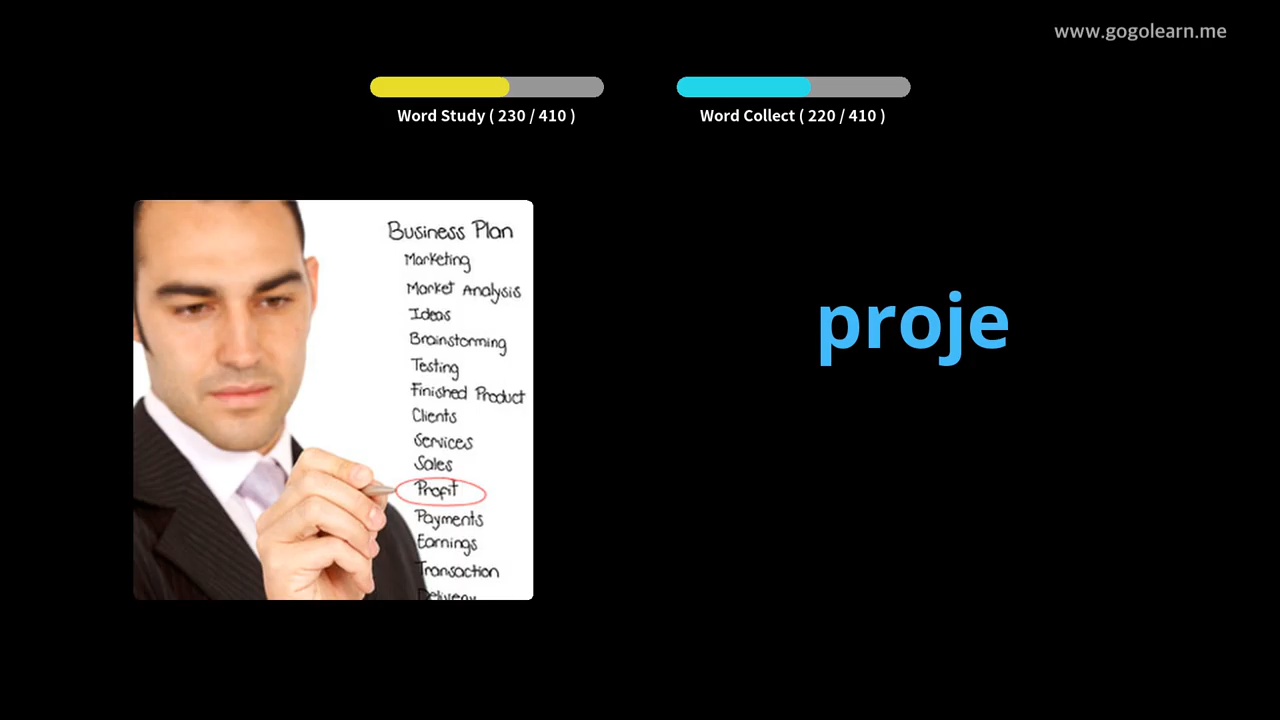 www.gogolearn.me
Word Study ( 230 / 410 )
Word Collect ( 220 / 410 )
Business Plan
Marketing
Market Analysis
Ideas
Brainstorming
Testing
Finished Product
Clients
Services
Sales
Profit
Payments
Earnings
Transaction
Delivery
proje